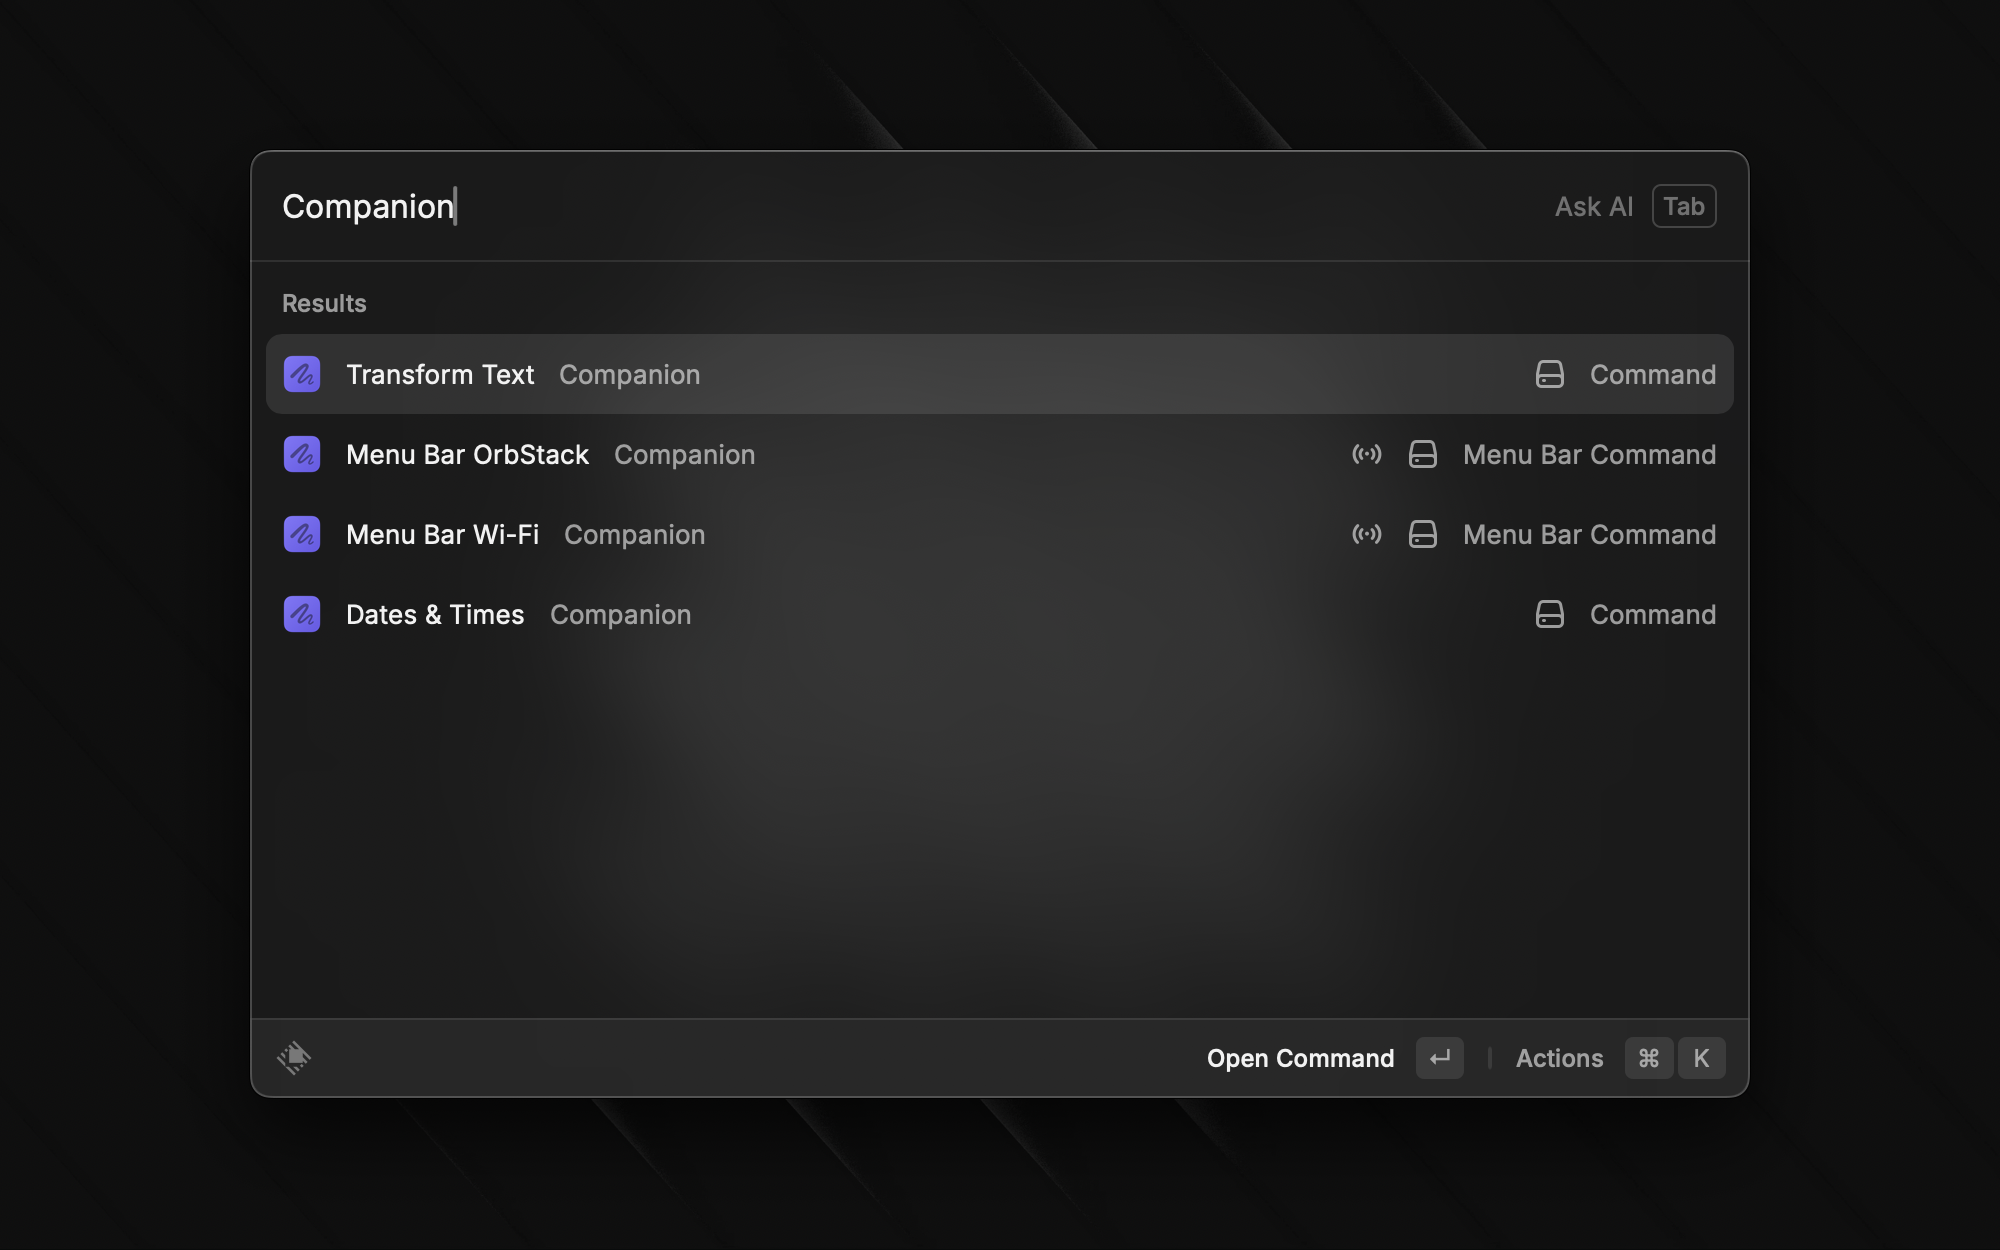 Companion Ask AI Tab
Results
Transform Text Companion Command
Menu Bar OrbStack Companion Menu Bar Command
Menu Bar Wi-Fi Companion Menu Bar Command
Dates & Times Companion Command
Open Command ↵ Actions ⌘ K